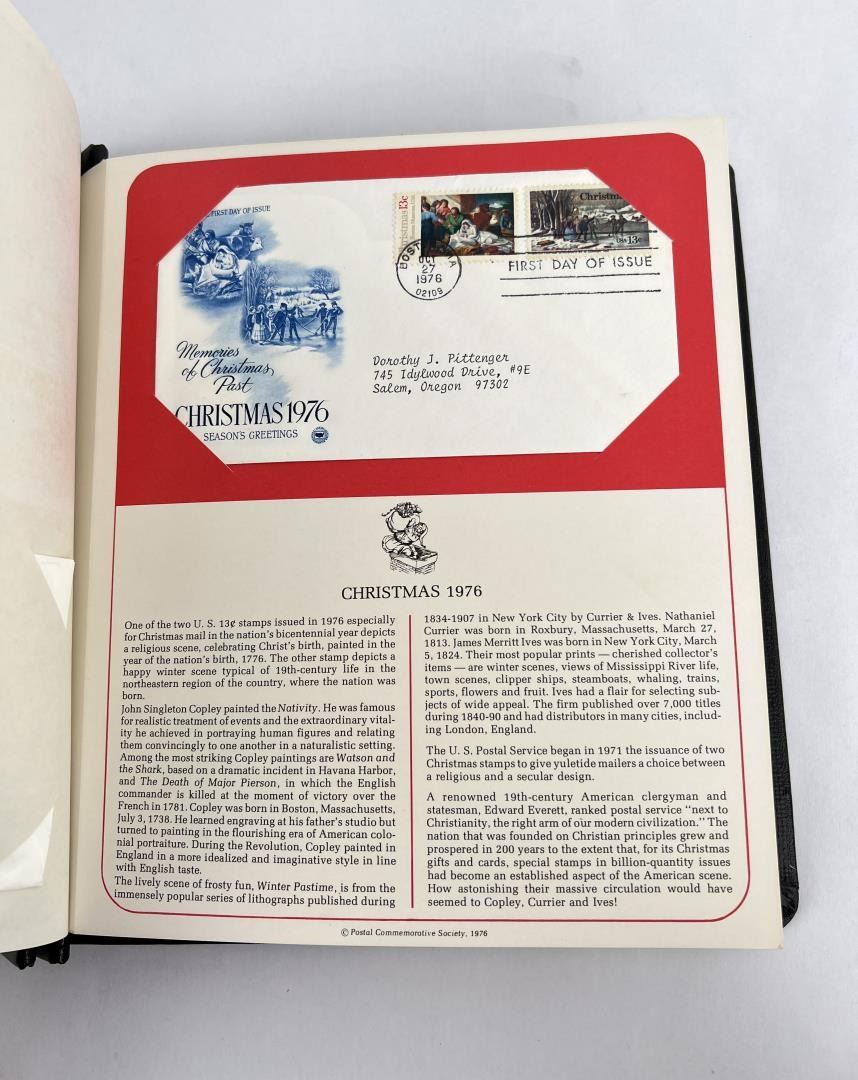 FIRST DAY OF ISSUE
Christmas 13c
Christmas
USA 13c
BOSTON, MA
OCT
27
1976
02109
FIRST DAY OF ISSUE
Memories
of Christmas
Past
CHRISTMAS 1976
SEASON'S GREETINGS
Dorothy J. Pittenger
745 Idylwood Drive, #9E
Salem, Oregon 97302
CHRISTMAS 1976
One of the two U. S. 13¢ stamps issued in 1976 especially
for Christmas mail in the nation's bicentennial year depicts
a religious scene, celebrating Christ's birth, painted in the
year of the nation's birth, 1776. The other stamp depicts a
happy winter scene typical of 19th-century life in the
northeastern region of the country, where the nation was
born.
John Singleton Copley painted the Nativity. He was famous
for realistic treatment of events and the extraordinary vital-
ity he achieved in portraying human figures and relating
them convincingly to one another in a naturalistic setting.
Among the most striking Copley paintings are Watson and
the Shark, based on a dramatic incident in Havana Harbor,
and The Death of Major Pierson, in which the English
commander is killed at the moment of victory over the
French in 1781. Copley was born in Boston, Massachusetts,
July 3, 1738. He learned engraving at his father's studio but
turned to painting in the flourishing era of American colo-
nial portraiture. During the Revolution, Copley painted in
England in a more idealized and imaginative style in line
with English taste.
The lively scene of frosty fun, Winter Pastime, is from the
immensely popular series of lithographs published during
1834-1907 in New York City by Currier & Ives. Nathaniel
Currier was born in Roxbury, Massachusetts, March 27,
1813. James Merritt Ives was born in New York City, March
5, 1824. Their most popular prints — cherished collector's
items — are winter scenes, views of Mississippi River life,
town scenes, clipper ships, steamboats, whaling, trains,
sports, flowers and fruit. Ives had a flair for selecting sub-
jects of wide appeal. The firm published over 7,000 titles
during 1840-90 and had distributors in many cities, includ-
ing London, England.
The U. S. Postal Service began in 1971 the issuance of two
Christmas stamps to give yuletide mailers a choice between
a religious and a secular design.
A renowned 19th-century American clergyman and
statesman, Edward Everett, ranked postal service "next to
Christianity, the right arm of our modern civilization." The
nation that was founded on Christian principles grew and
prospered in 200 years to the extent that, for its Christmas
gifts and cards, special stamps in billion-quantity issues
had become an established aspect of the American scene.
How astonishing their massive circulation would have
seemed to Copley, Currier and Ives!
© Postal Commemorative Society, 1976